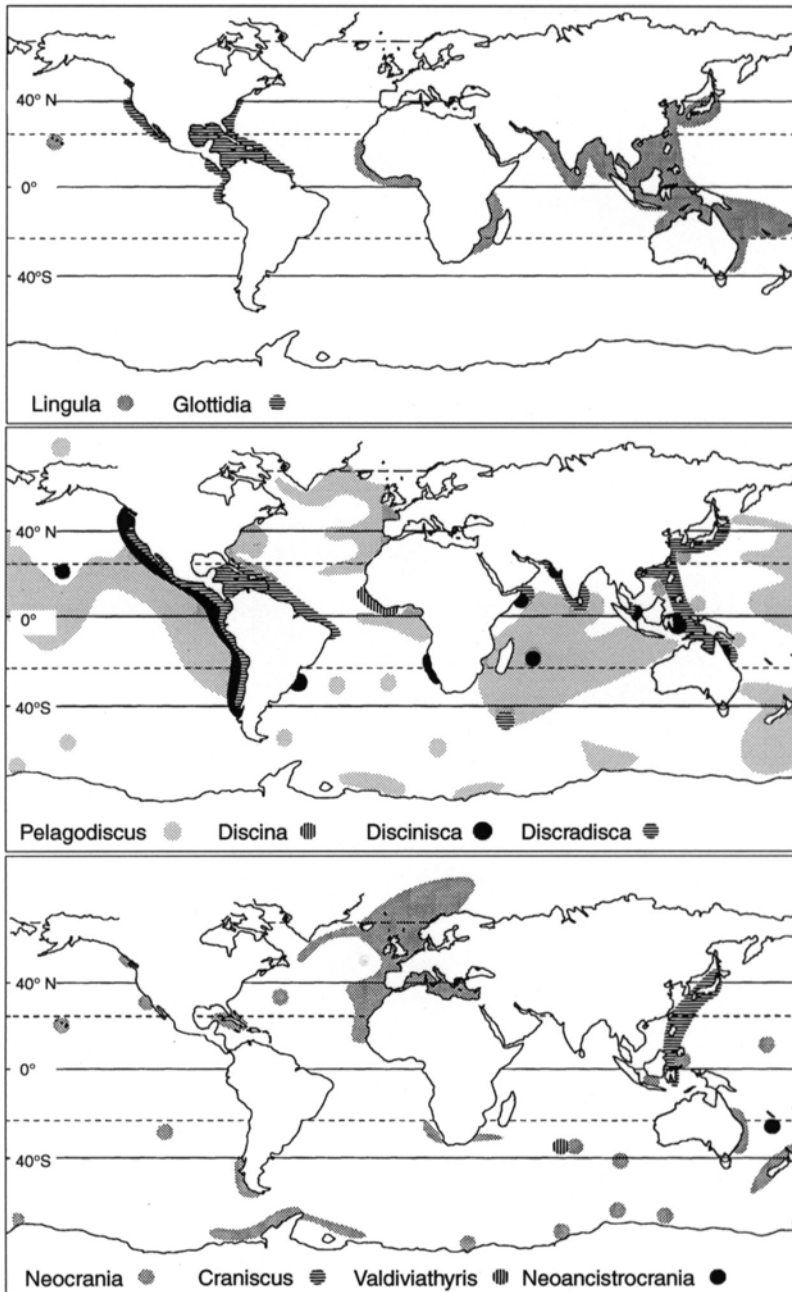 40° N
0°
40°S
Lingula Glottidia
40° N
0°
40°S
Pelagodiscus Discina Discinisca Discradisca
40° N
0°
40°S
Neocrania Craniscus Valdiviathyris Neoancistrocrania